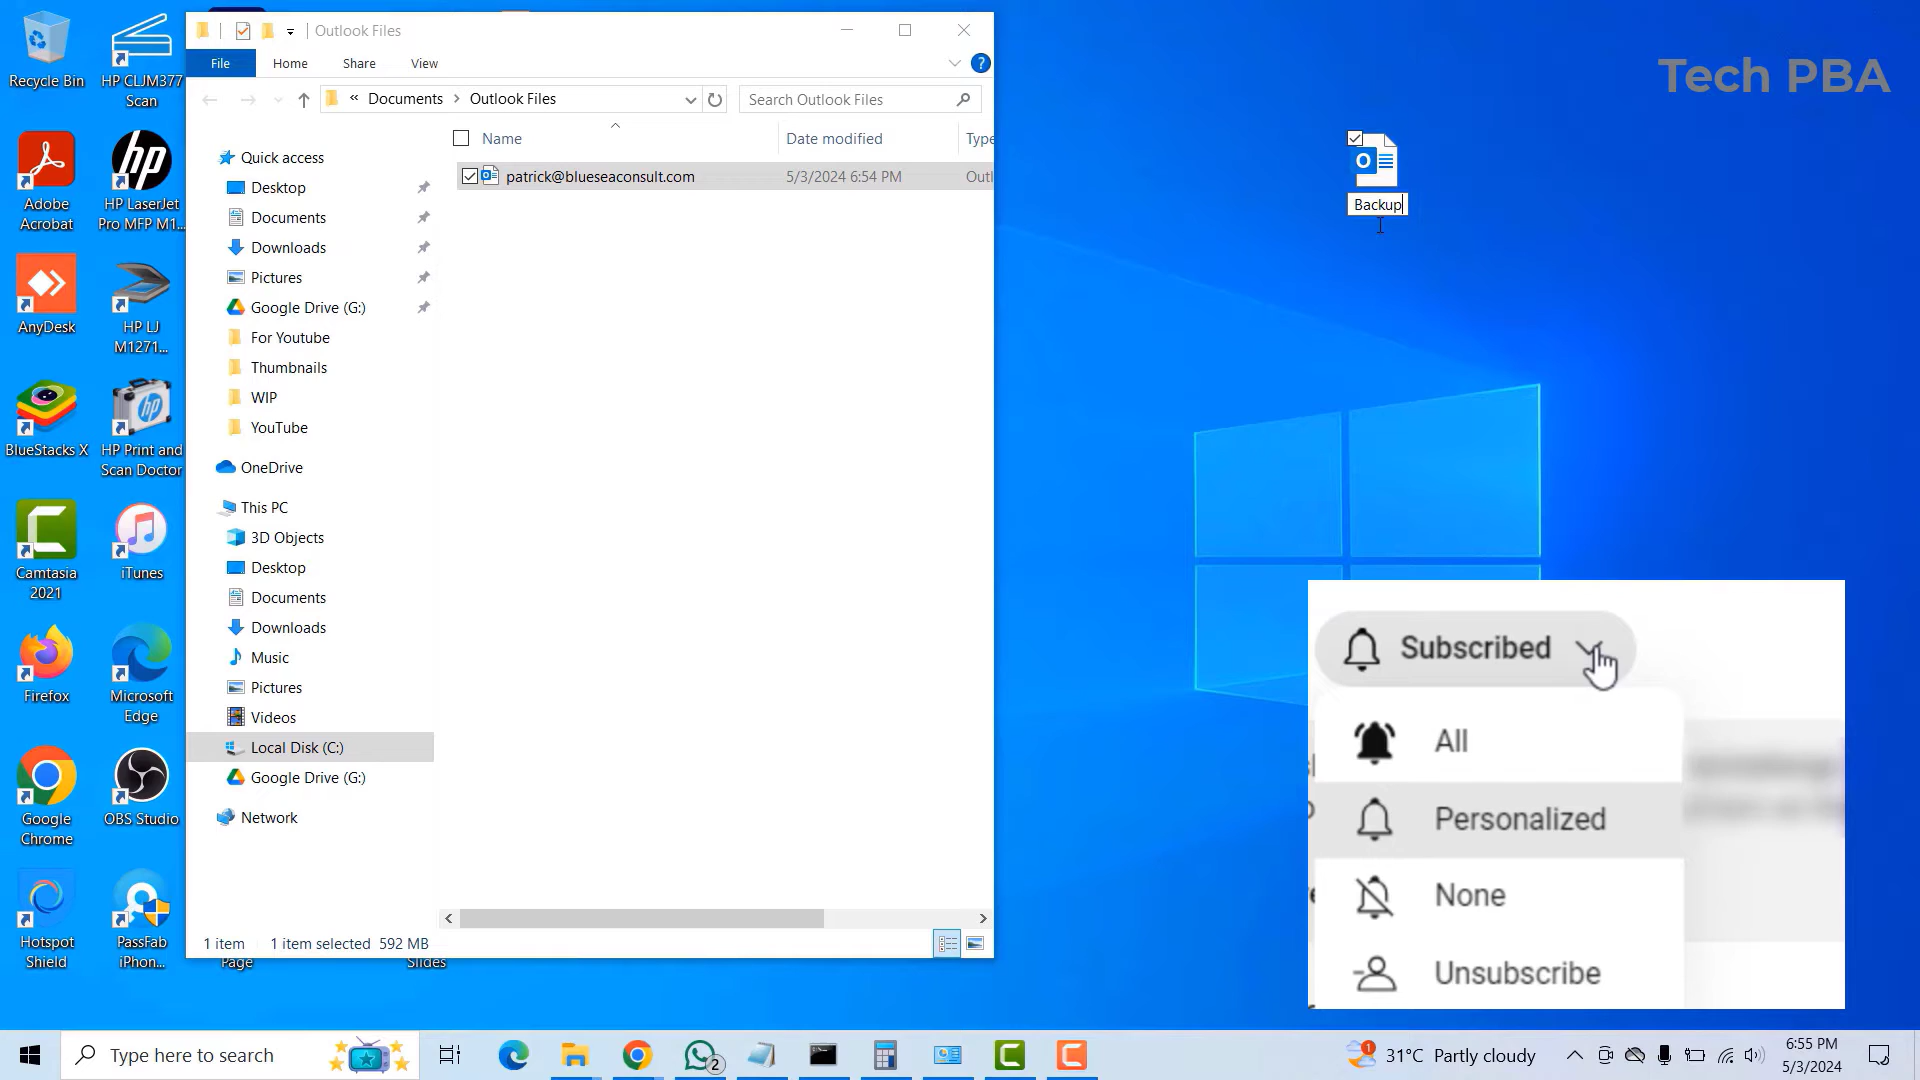 Recycle Bin
HP CLJM377
Scan
Adobe
Acrobat
HP LaserJet
Pro MFP M1...
AnyDesk
HP LJ
M1271...
BlueStacks X
HP Print and
Scan Doctor
Camtasia
2021
iTunes
Firefox
Microsoft
Edge
Google
Chrome
OBS Studio
Hotspot
Shield
PassFab
iPhon...
Page
Slides
Outlook Files
File
Home
Share
View
« Documents > Outlook Files
Search Outlook Files
Name
Date modified
Type
patrick@blueseaconsult.com
5/3/2024 6:54 PM
Outl
Quick access
Desktop
Documents
Downloads
Pictures
Google Drive (G:)
For Youtube
Thumbnails
WIP
YouTube
OneDrive
This PC
3D Objects
Desktop
Documents
Downloads
Music
Pictures
Videos
Local Disk (C:)
Google Drive (G:)
Network
1 item
1 item selected 592 MB
Tech PBA
Backup
Subscribed
All
Personalized
None
Unsubscribe
Type here to search
2
1
31°C Partly cloudy
6:55 PM
5/3/2024